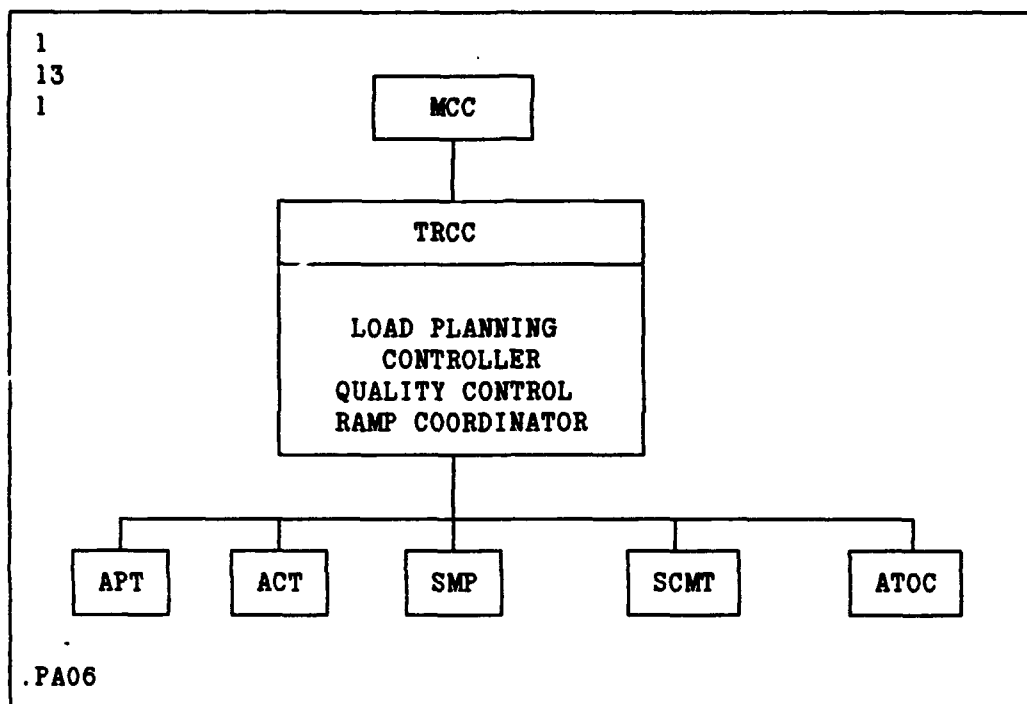 1
13
1
MCC
TRCC
LOAD PLANNING
CONTROLLER
QUALITY CONTROL
RAMP COORDINATOR
APT ACT SMP SCMT ATOC
.PA06